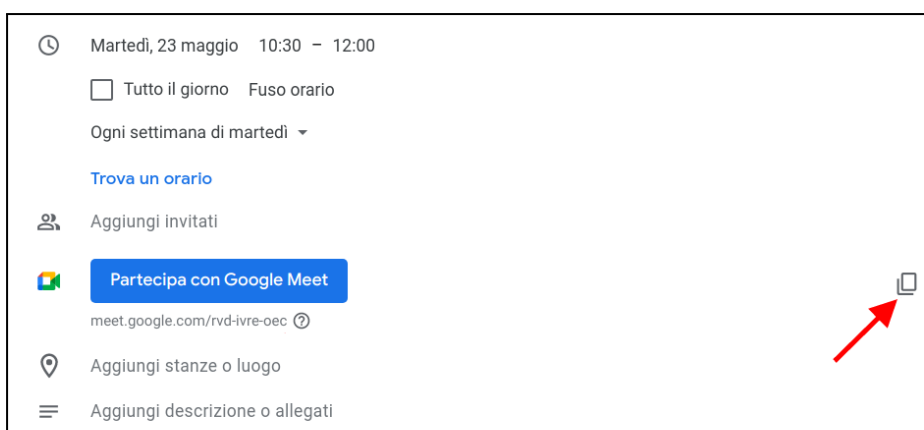 Martedì, 23 maggio 10:30 – 12:00
Tutto il giorno Fuso orario
Ogni settimana di martedì
Trova un orario
Aggiungi invitati
Partecipa con Google Meet
meet.google.com/rvd-ivre-oec
Aggiungi stanze o luogo
Aggiungi descrizione o allegati